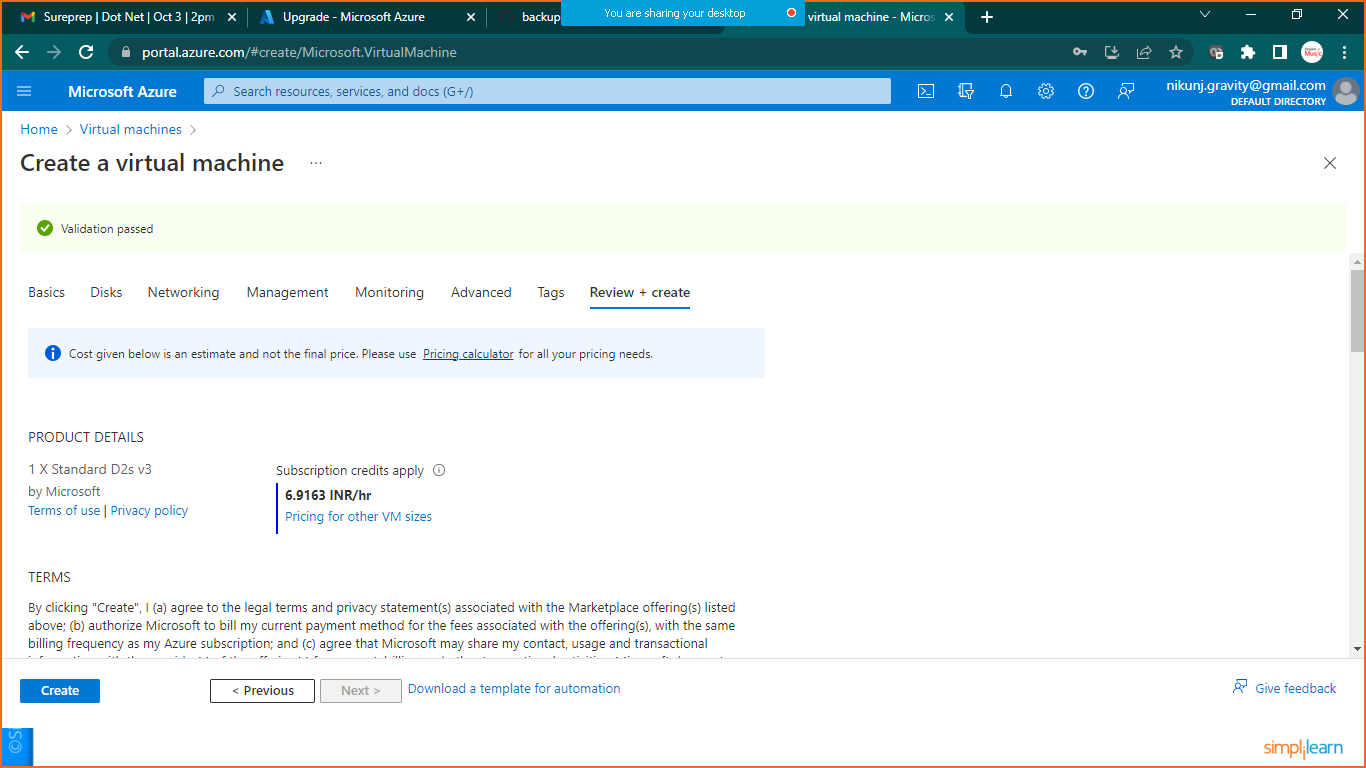 Sureprep | Dot Net | Oct 3 | 2pm
Upgrade - Microsoft Azure
backup
You are sharing your desktop
virtual machine - Micros
portal.azure.com/#create/Microsoft.VirtualMachine
Microsoft Azure
Search resources, services, and docs (G+/)
nikunj.gravity@gmail.com
DEFAULT DIRECTORY
Home > Virtual machines >
Create a virtual machine ...
Validation passed
Basics Disks Networking Management Monitoring Advanced Tags Review + create
Cost given below is an estimate and not the final price. Please use Pricing calculator for all your pricing needs.
PRODUCT DETAILS
1 X Standard D2s v3
by Microsoft
Terms of use | Privacy policy
Subscription credits apply
6.9163 INR/hr
Pricing for other VM sizes
TERMS
By clicking "Create", I (a) agree to the legal terms and privacy statement(s) associated with the Marketplace offering(s) listed
above; (b) authorize Microsoft to bill my current payment method for the fees associated with the offering(s), with the same
billing frequency as my Azure subscription; and (c) agree that Microsoft may share my contact, usage and transactional
Create
< Previous
Next >
Download a template for automation
Give feedback
©S
simplilearn